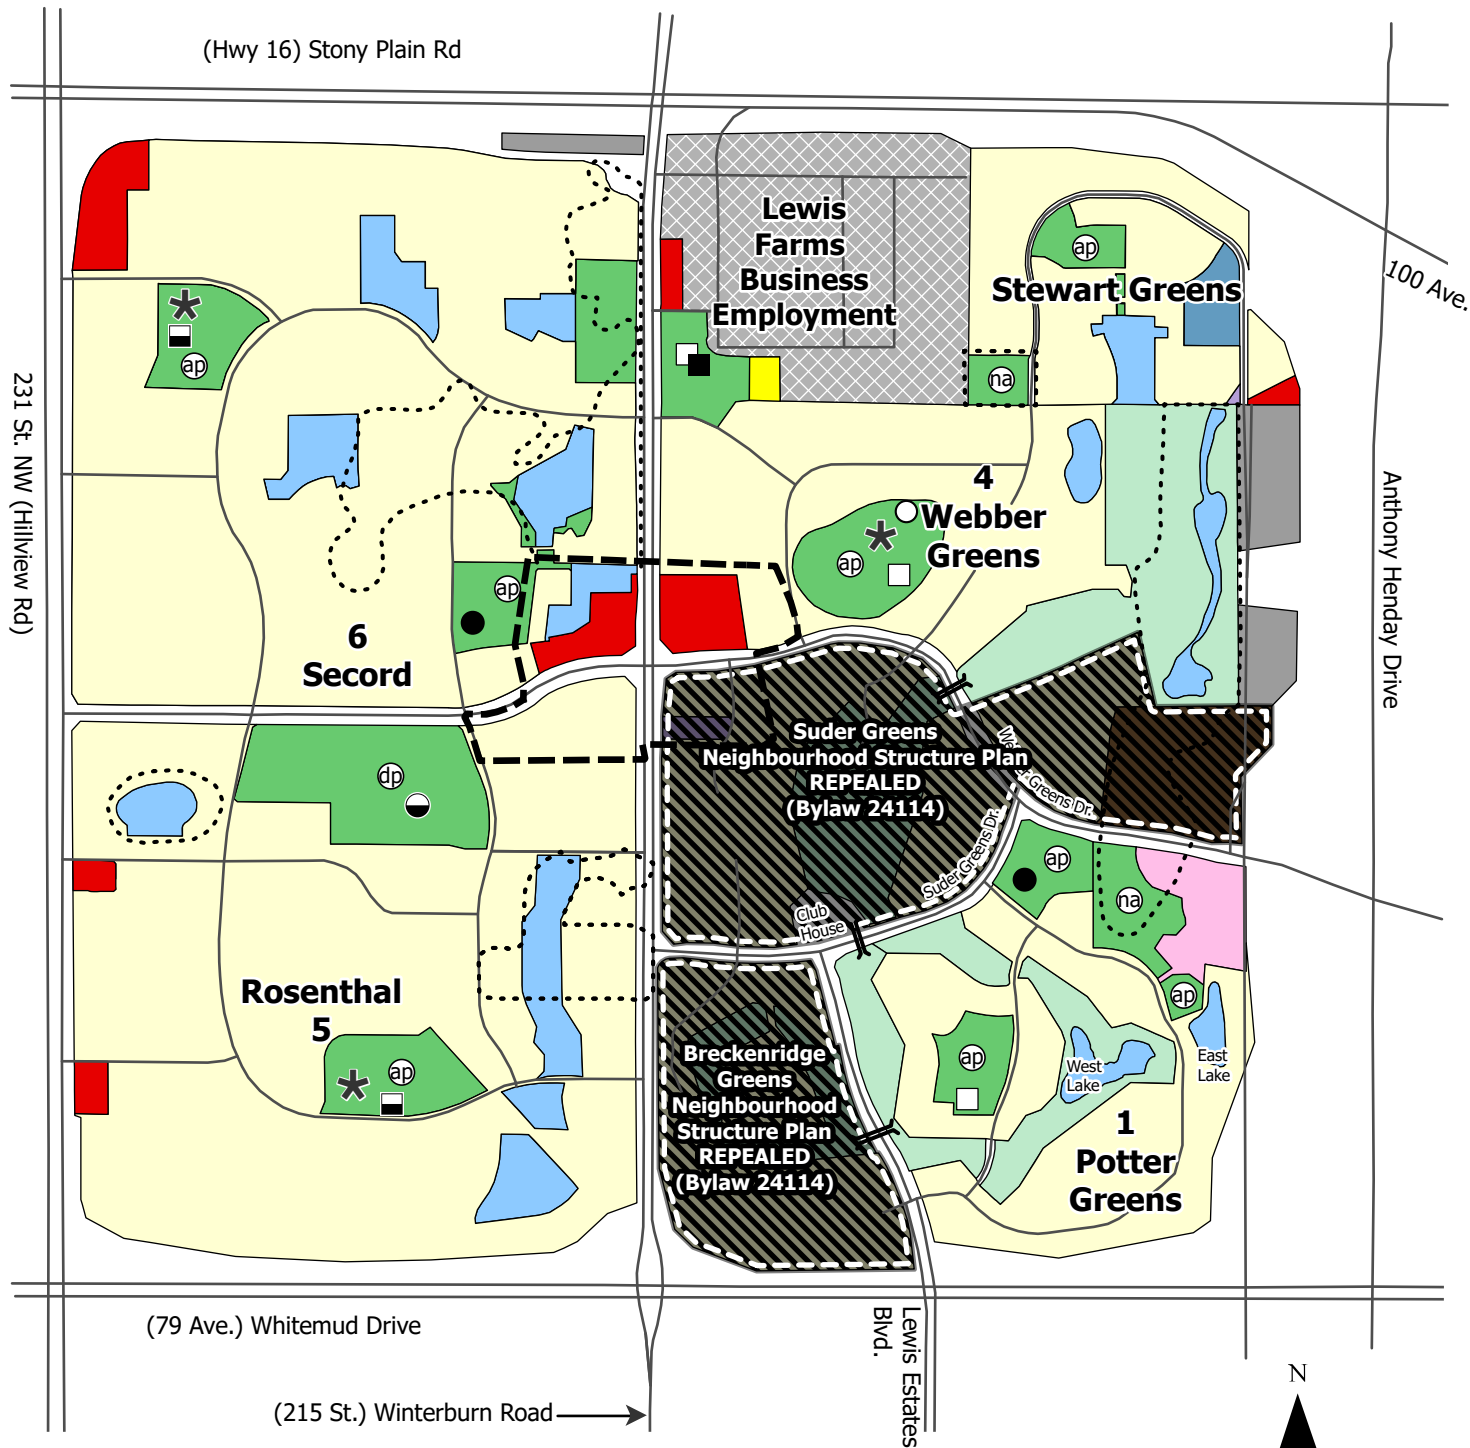 (Hwy 16) Stony Plain Rd
Lewis
Farms
Business
Employment
ap
Stewart Greens
100 Ave.
ap
na
231 St. NW (Hillview Rd)
4
Webber
Greens
Anthony Henday Drive
ap
ap
6
Secord
Suder Greens
Neighbourhood Structure Plan
REPEALED
(Bylaw 24114)
Webber Greens Dr.
dp
Suder Greens Dr.
ap
na
Club
House
Rosenthal
5
ap
ap
ap
Breckenridge
Greens
Neighbourhood
Structure Plan
REPEALED
(Bylaw 24114)
West
Lake
East
Lake
1
Potter
Greens
(79 Ave.) Whitemud Drive
Lewis Estates
Blvd.
(215 St.) Winterburn Road
N